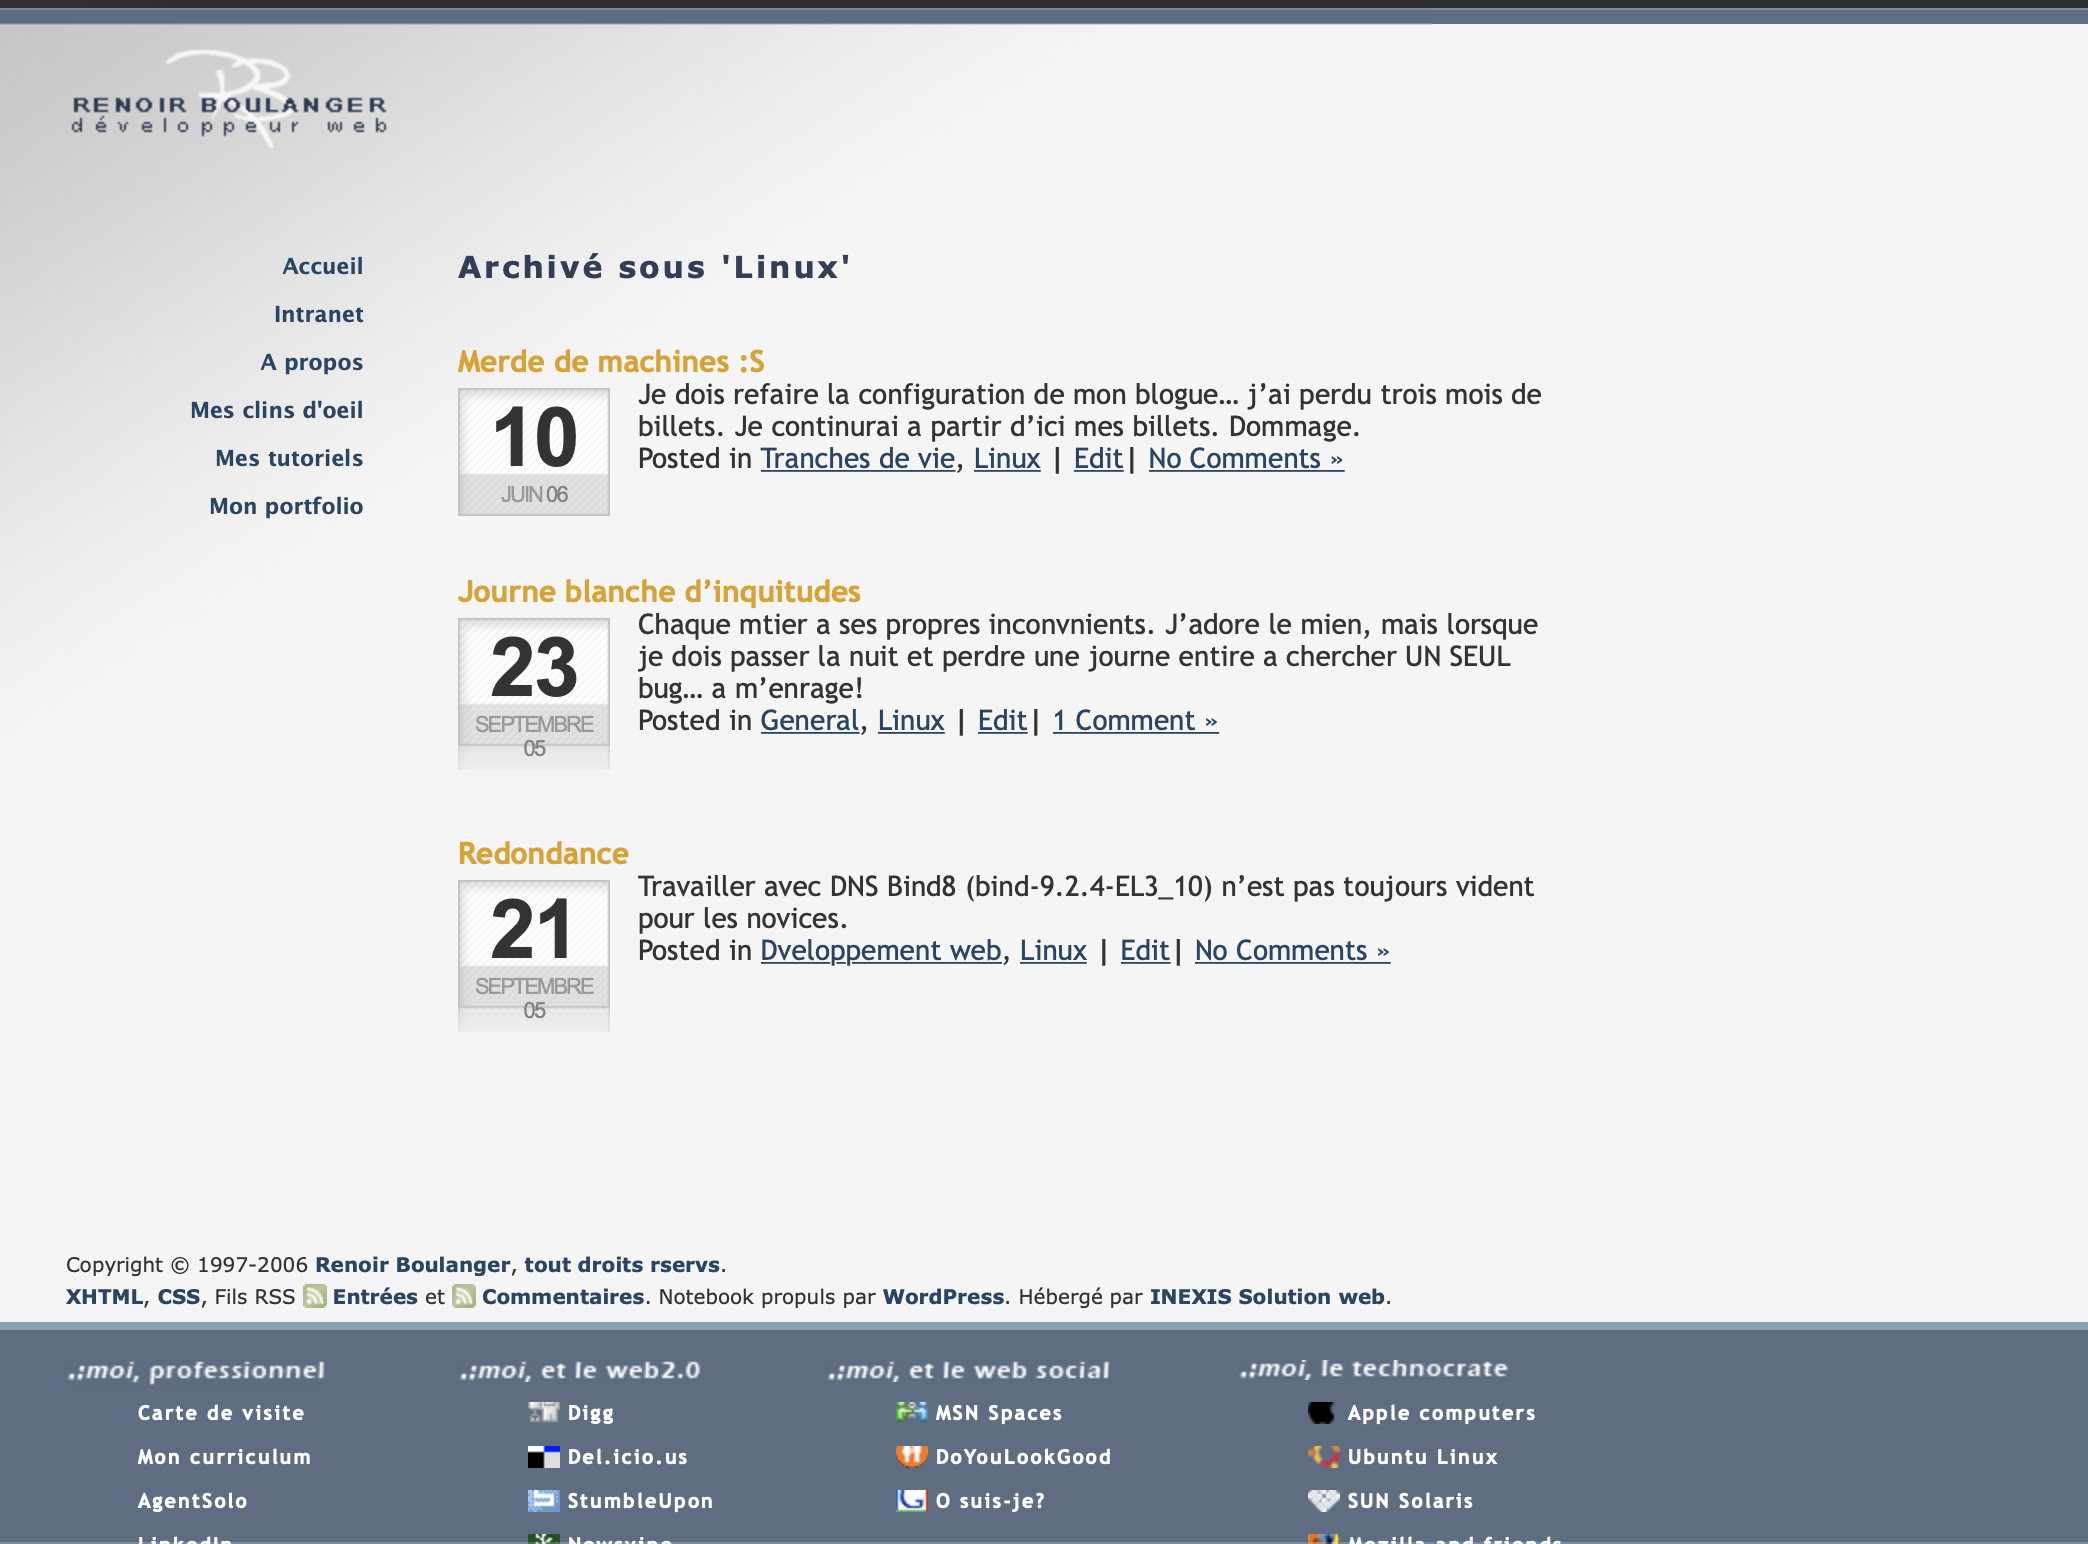 RENOIR BOULANGER
développeur web
Accueil
Intranet
A propos
Mes clins d'oeil
Mes tutoriels
Mon portfolio
Archivé sous 'Linux'
Merde de machines :S
10
JUIN 06
Je dois refaire la configuration de mon blogue… j’ai perdu trois mois de
billets. Je continurai a partir d’ici mes billets. Dommage.
Posted in Tranches de vie, Linux | Edit| No Comments »
Journe blanche d’inquitudes
23
SEPTEMBRE
05
Chaque mtier a ses propres inconvnients. J’adore le mien, mais lorsque
je dois passer la nuit et perdre une journe entire a chercher UN SEUL
bug… a m’enrage!
Posted in General, Linux | Edit| 1 Comment »
Redondance
21
SEPTEMBRE
05
Travailler avec DNS Bind8 (bind-9.2.4-EL3_10) n’est pas toujours vident
pour les novices.
Posted in Dveloppement web, Linux | Edit| No Comments »
Copyright © 1997-2006 Renoir Boulanger, tout droits rservs.
XHTML, CSS, Fils RSS Entrées et Commentaires. Notebook propuls par WordPress. Hébergé par INEXIS Solution web.
.:moi, professionnel
Carte de visite
Mon curriculum
AgentSolo
LinkedIn
.:moi, et le web2.0
Digg
Del.icio.us
StumbleUpon
Newsvine
.:moi, et le web social
MSN Spaces
DoYouLookGood
O suis-je?
.:moi, le technocrate
Apple computers
Ubuntu Linux
SUN Solaris
Mozilla and friends